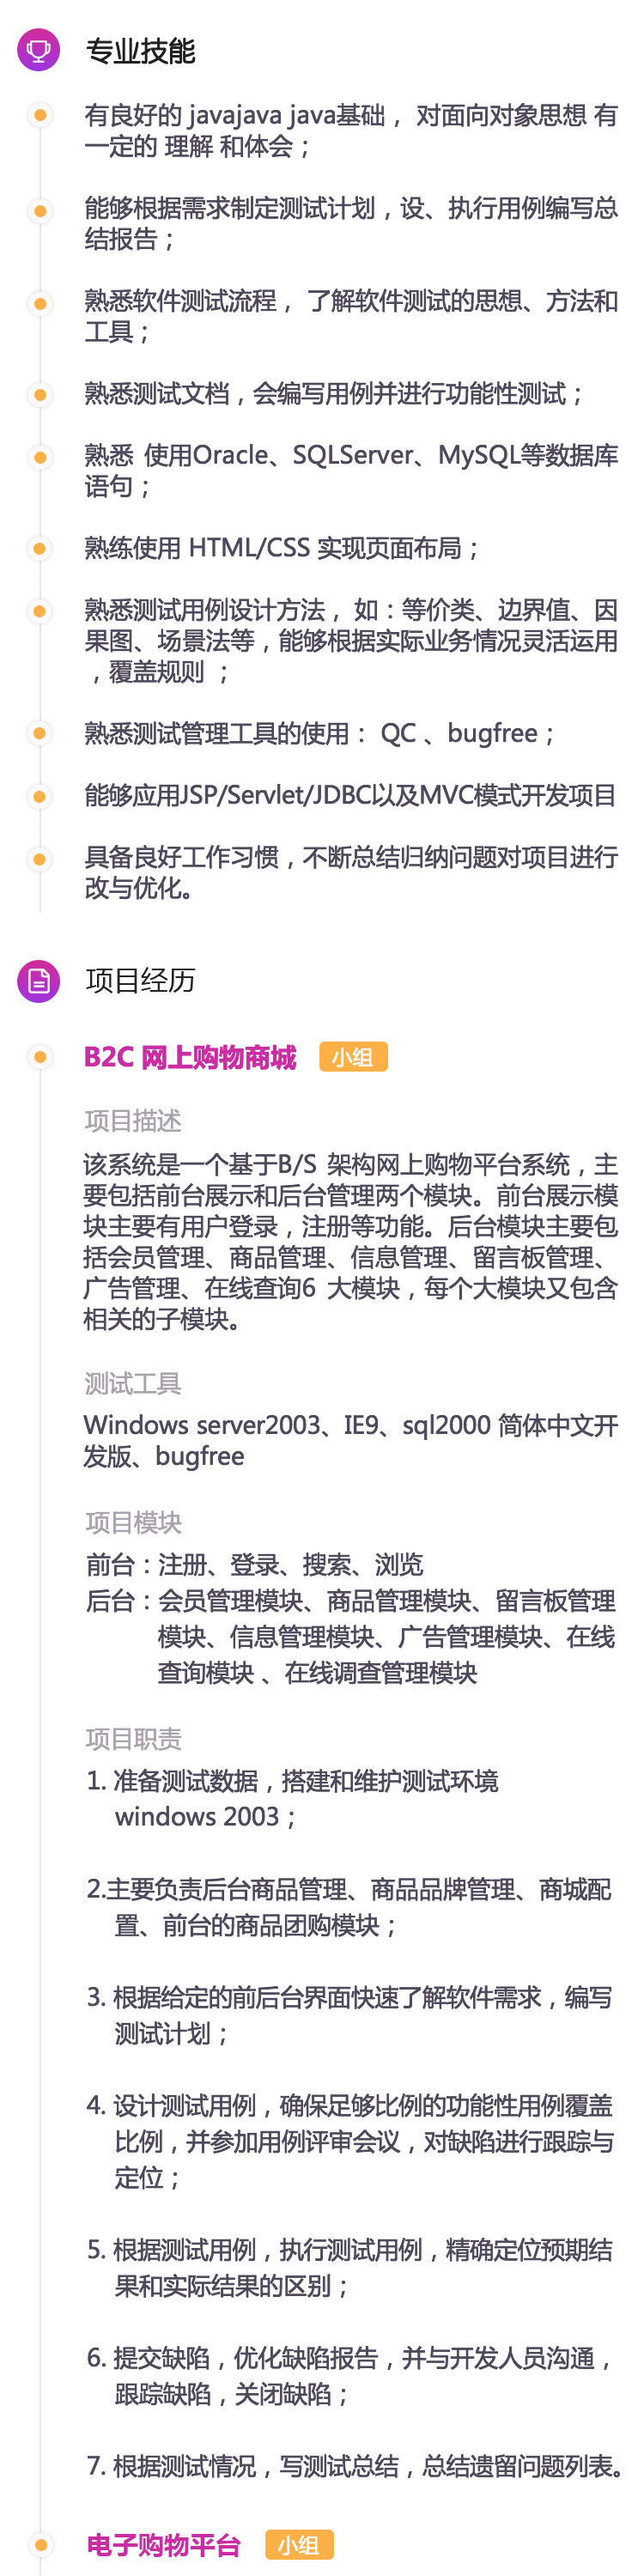 专业技能
有良好的 javajava java基础， 对面向对象思想 有
一定的 理解 和体会；
能够根据需求制定测试计划，设、执行用例编写总
结报告；
熟悉软件测试流程， 了解软件测试的思想、方法和
工具；
熟悉测试文档，会编写用例并进行功能性测试；
熟悉 使用Oracle、SQLServer、MySQL等数据库
语句；
熟练使用 HTML/CSS 实现页面布局；
熟悉测试用例设计方法， 如：等价类、边界值、因
果图、场景法等，能够根据实际业务情况灵活运用
，覆盖规则 ；
熟悉测试管理工具的使用： QC 、bugfree；
能够应用JSP/Servlet/JDBC以及MVC模式开发项目
具备良好工作习惯，不断总结归纳问题对项目进行
改与优化。
项目经历
B2C 网上购物商城 小组
项目描述
该系统是一个基于B/S 架构网上购物平台系统，主
要包括前台展示和后台管理两个模块。前台展示模
块主要有用户登录，注册等功能。后台模块主要包
括会员管理、商品管理、信息管理、留言板管理、
广告管理、在线查询6 大模块，每个大模块又包含
相关的子模块。
测试工具
Windows server2003、IE9、sql2000 简体中文开
发版、bugfree
项目模块
前台：注册、登录、搜索、浏览
后台：会员管理模块、商品管理模块、留言板管理
模块、信息管理模块、广告管理模块、在线
查询模块 、在线调查管理模块
项目职责
1. 准备测试数据，搭建和维护测试环境
windows 2003；
2.主要负责后台商品管理、商品品牌管理、商城配
置、前台的商品团购模块；
3. 根据给定的前后台界面快速了解软件需求，编写
测试计划；
4. 设计测试用例，确保足够比例的功能性用例覆盖
比例，并参加用例评审会议，对缺陷进行跟踪与
定位；
5. 根据测试用例，执行测试用例，精确定位预期结
果和实际结果的区别；
6. 提交缺陷，优化缺陷报告，并与开发人员沟通，
跟踪缺陷，关闭缺陷；
7. 根据测试情况，写测试总结，总结遗留问题列表。
电子购物平台 小组